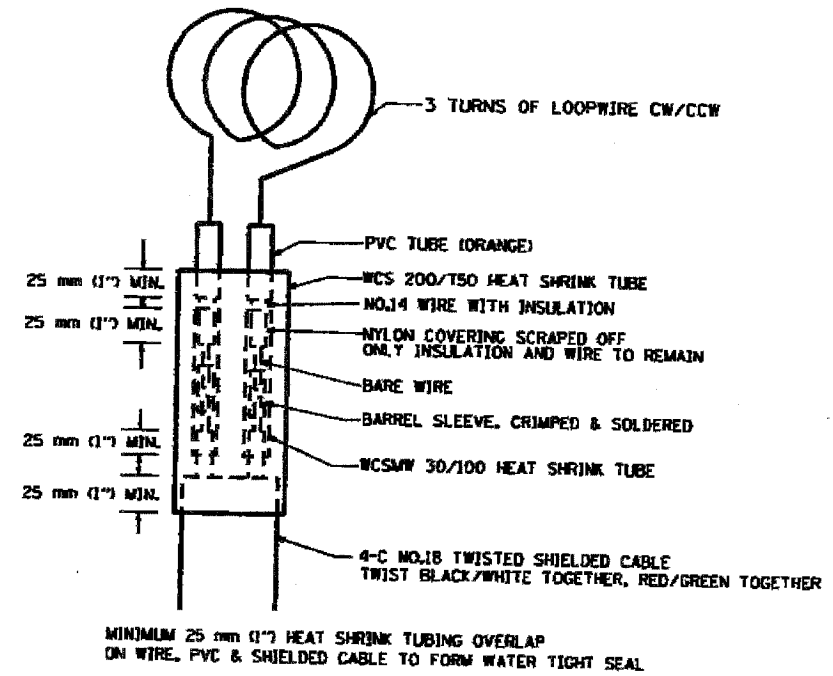 3 TURNS OF LOOPWIRE CW/CCW
PVC TUBE (ORANGE)
25 mm (1") MIN.
WCS 200/T50 HEAT SHRINK TUBE
NO.14 WIRE WITH INSULATION
25 mm (1") MIN.
NYLON COVERING SCRAPED OFF
ONLY INSULATION AND WIRE TO REMAIN
BARE WIRE
BARREL SLEEVE, CRIMPED & SOLDERED
25 mm (1") MIN.
WCSMW 30/100 HEAT SHRINK TUBE
25 mm (1") MIN.
4-C NO.18 TWISTED SHIELDED CABLE
TWIST BLACK/WHITE TOGETHER, RED/GREEN TOGETHER
MINIMUM 25 mm (1") HEAT SHRINK TUBING OVERLAP
ON WIRE, PVC & SHIELDED CABLE TO FORM WATER TIGHT SEAL